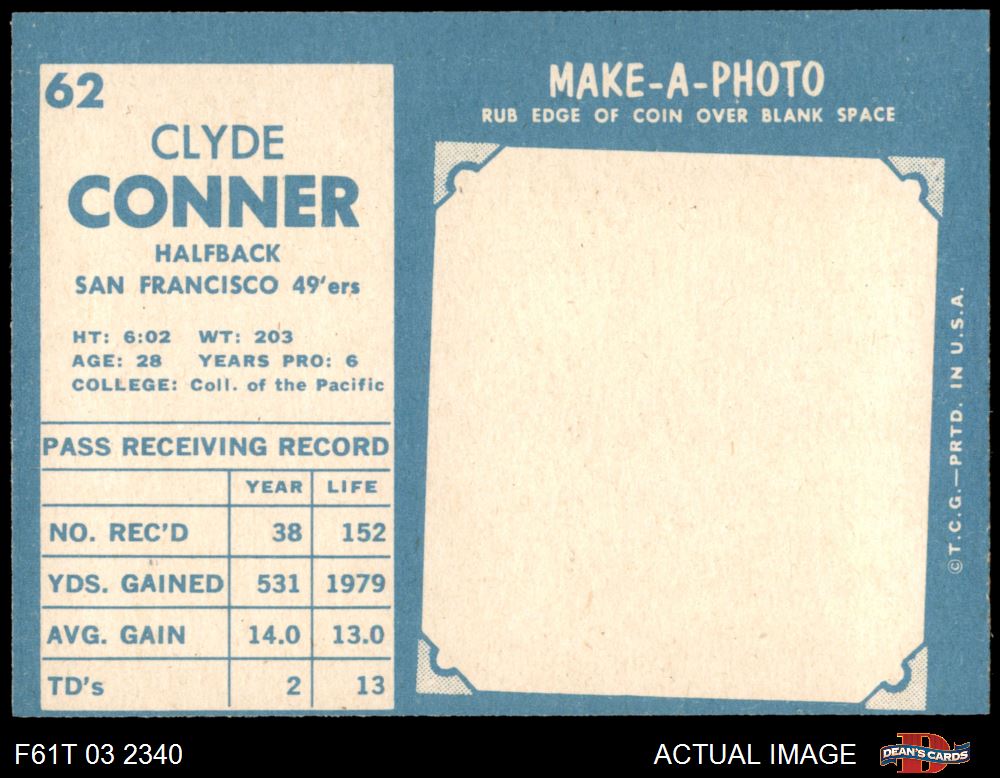 62
CLYDE
CONNER
HALFBACK
SAN FRANCISCO 49'ers
HT: 6:02 WT: 203
AGE: 28 YEARS PRO: 6
COLLEGE: Coll. of the Pacific
PASS RECEIVING RECORD
YEAR LIFE
NO. REC'D 38 152
YDS. GAINED 531 1979
AVG. GAIN 14.0 13.0
TD's 2 13
MAKE-A-PHOTO
RUB EDGE OF COIN OVER BLANK SPACE
©T.C.G.—PRTD. IN U.S.A.
F61T 03 2340
ACTUAL IMAGE
D
DEAN'S CARDS